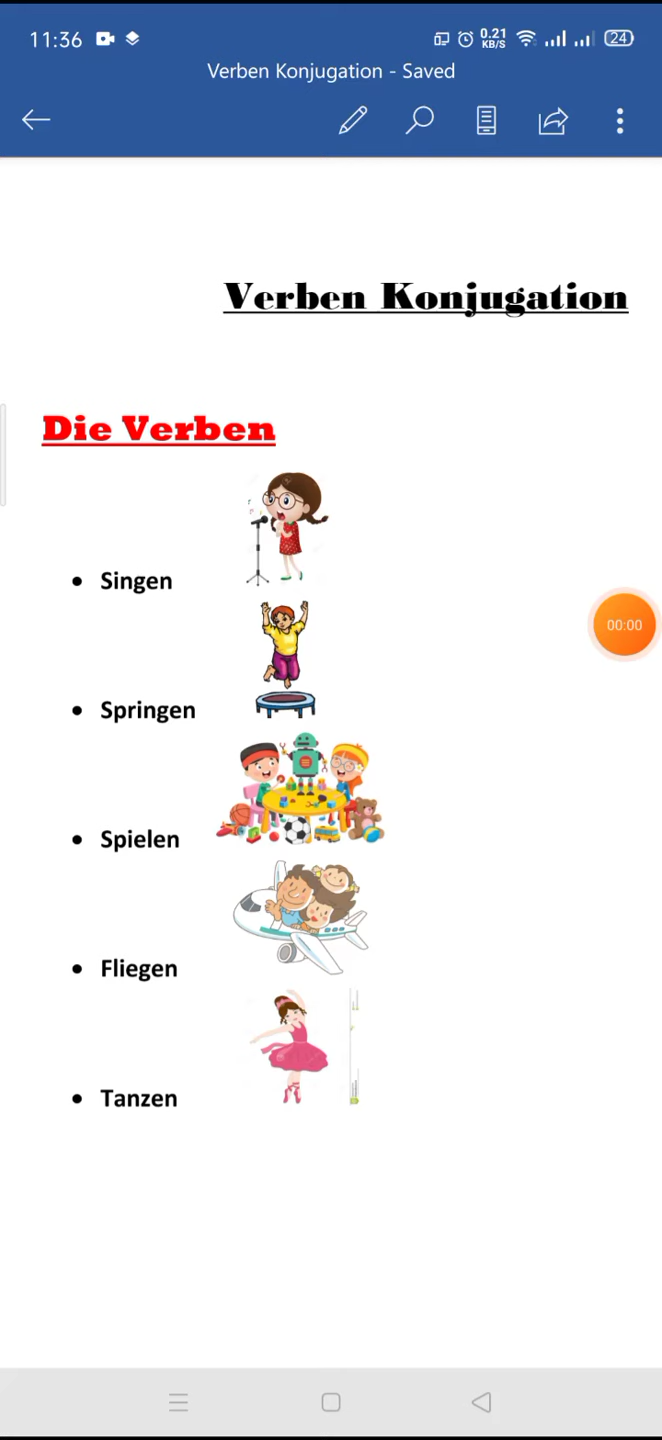 11:36
0.21
KB/S
24
Verben Konjugation - Saved
Verben Konjugation
Die Verben
• Singen
00:00
• Springen
• Spielen
• Fliegen
• Tanzen